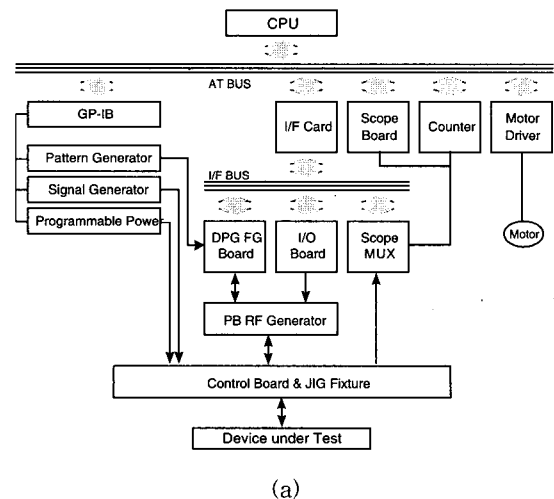 CPU
AT BUS
GP-IB
I/F Card
Scope
Board
Counter
Motor
Driver
Pattern Generator
Signal Generator
Programmable Power
I/F BUS
DPG FG
Board
I/O
Board
Scope
MUX
Motor
PB RF Generator
Control Board & JIG Fixture
Device under Test
(a)